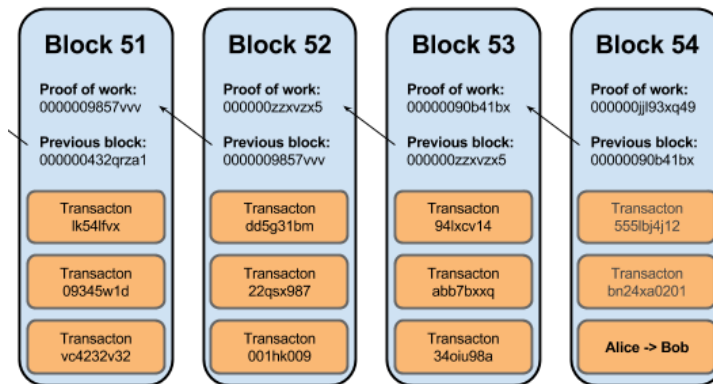 Block 51
Proof of work:
0000009857vvv
Previous block:
000000432qrza1
Transacton
lk54lfvx
Transacton
09345w1d
Transacton
vc4232v32
Block 52
Proof of work:
000000zzxvzx5
Previous block:
0000009857vvv
Transacton
dd5g31bm
Transacton
22qsx987
Transacton
001hk009
Block 53
Proof of work:
00000090b41bx
Previous block:
000000zzxvzx5
Transacton
94lxcv14
Transacton
abb7bxxq
Transacton
34oiu98a
Block 54
Proof of work:
000000jjl93xq49
Previous block:
00000090b41bx
Transacton
555lbj4j12
Transacton
bn24xa0201
Alice -> Bob